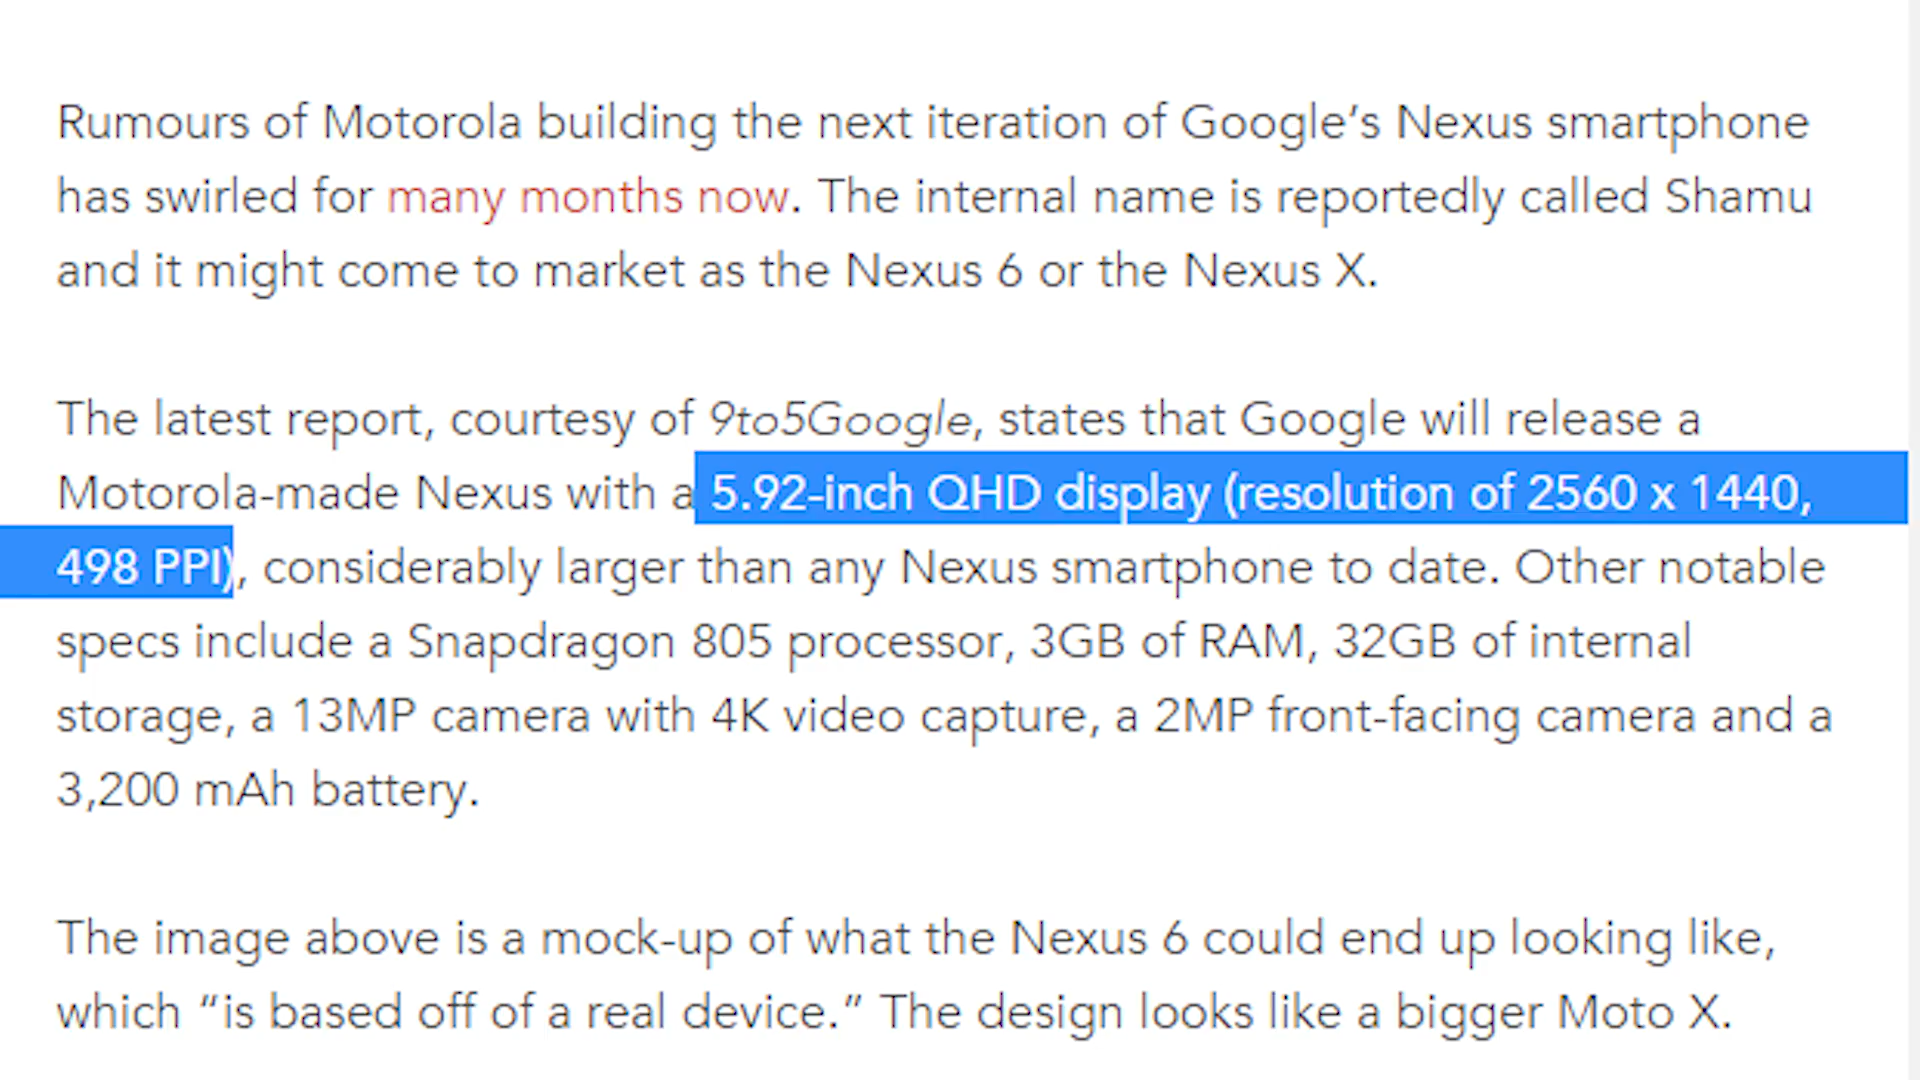 Rumours of Motorola building the next iteration of Google’s Nexus smartphone
has swirled for many months now. The internal name is reportedly called Shamu
and it might come to market as the Nexus 6 or the Nexus X.
The latest report, courtesy of 9to5Google, states that Google will release a
Motorola-made Nexus with a 5.92-inch QHD display (resolution of 2560 x 1440,
498 PPI), considerably larger than any Nexus smartphone to date. Other notable
specs include a Snapdragon 805 processor, 3GB of RAM, 32GB of internal
storage, a 13MP camera with 4K video capture, a 2MP front-facing camera and a
3,200 mAh battery.
The image above is a mock-up of what the Nexus 6 could end up looking like,
which “is based off of a real device.” The design looks like a bigger Moto X.